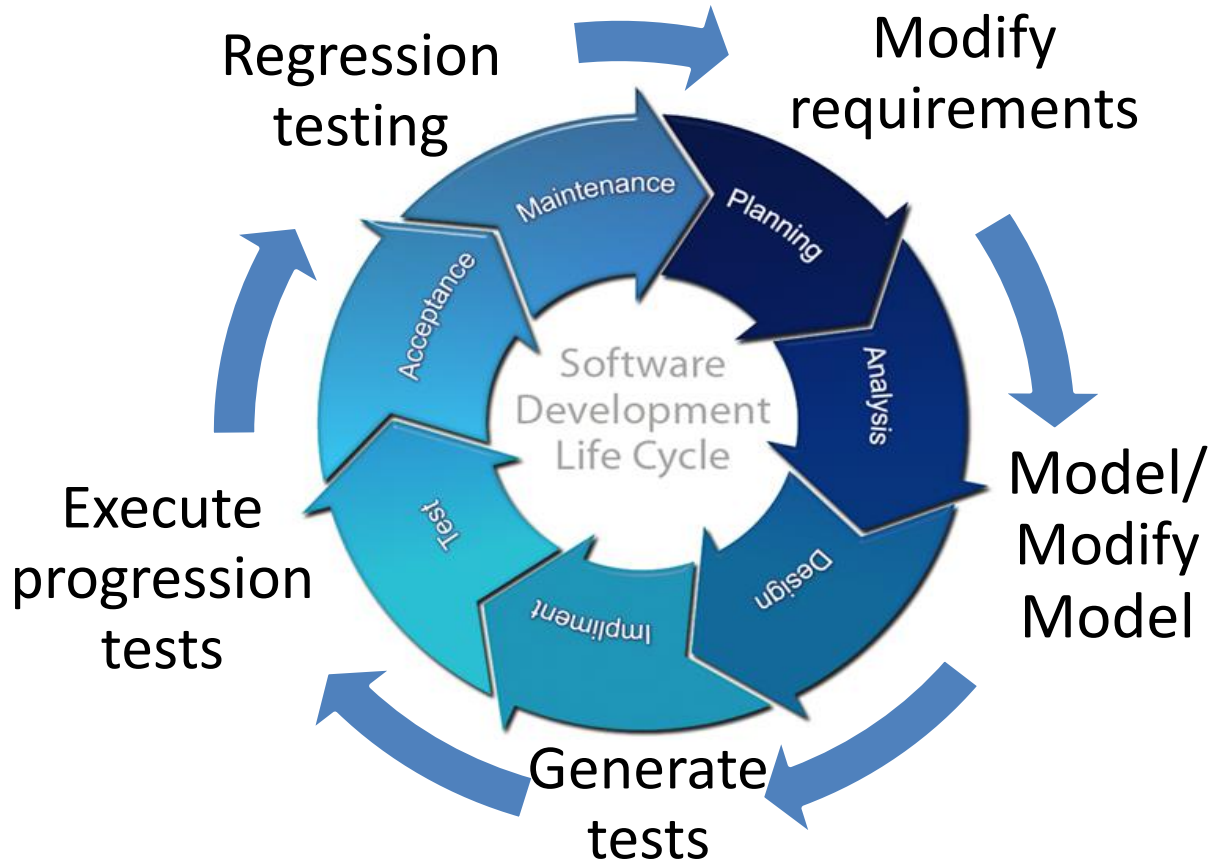 Regression
testing
Modify
requirements
Maintenance
Planning
Acceptance
Analysis
Software
Development
Life Cycle
Model/
Modify
Model
Execute
progression
tests
Test
Design
Impliment
Generate
tests